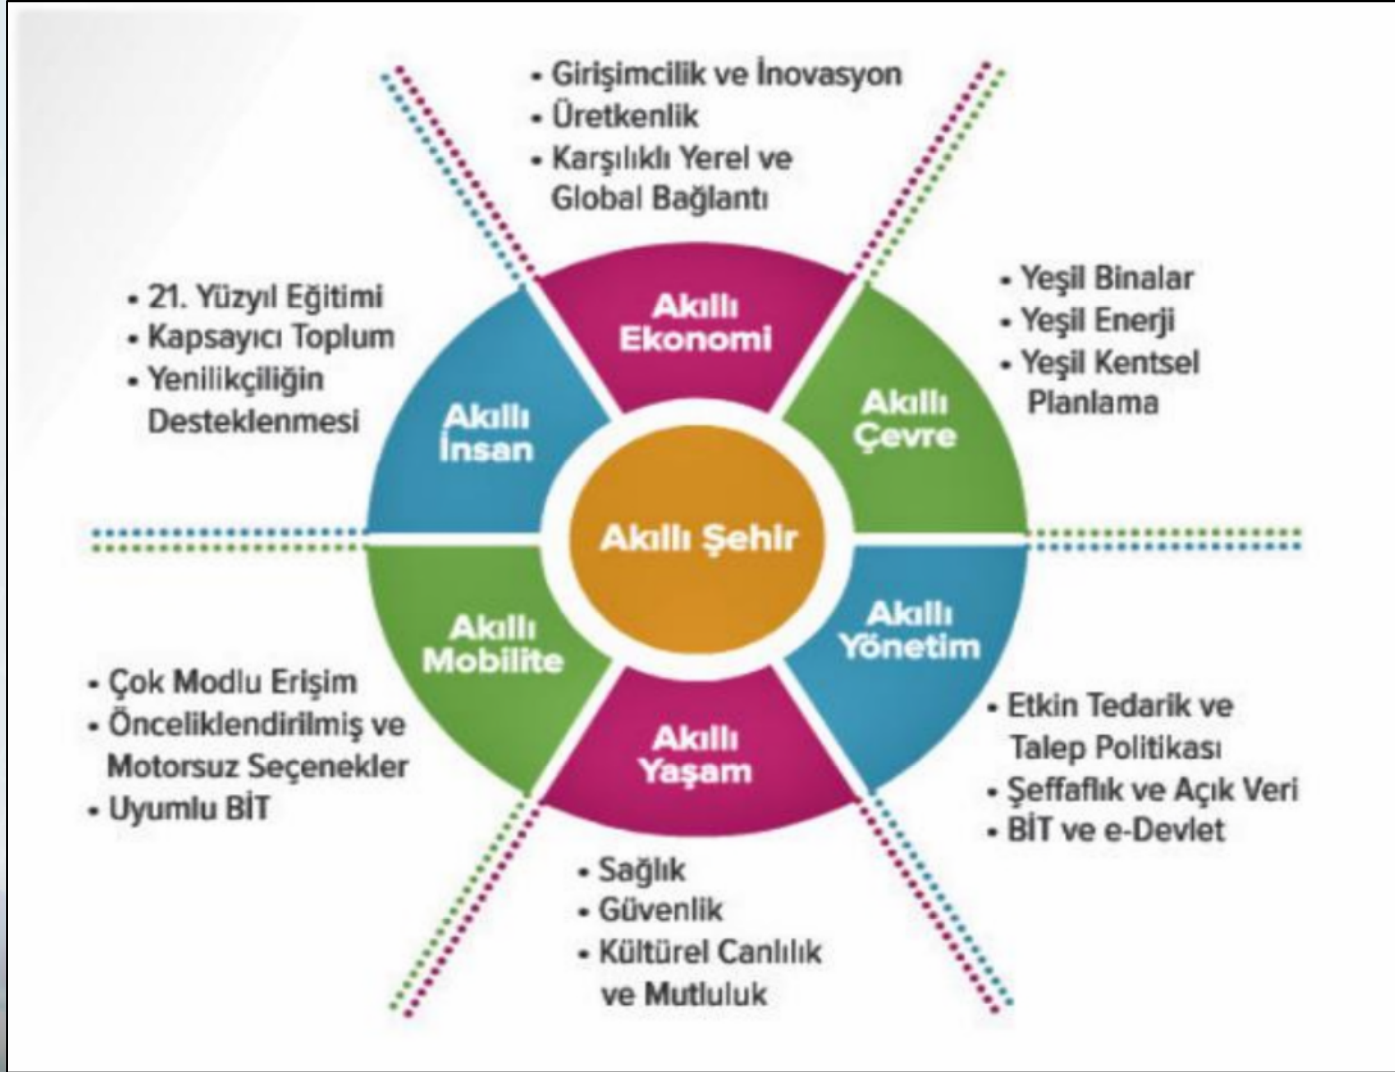 • Girişimcilik ve İnovasyon
• Üretkenlik
• Karşılıklı Yerel ve
Global Bağlantı
• 21. Yüzyıl Eğitimi
• Kapsayıcı Toplum
• Yenilikçiliğin
Desteklenmesi
Akıllı
Ekonomi
• Yeşil Binalar
• Yeşil Enerji
• Yeşil Kentsel
Planlama
Akıllı
İnsan
Akıllı
Çevre
Akıllı Şehir
Akıllı
Mobilite
Akıllı
Yönetim
• Çok Modlu Erişim
• Önceliklendirilmiş ve
Motorsuz Seçenekler
• Uyumlu BİT
Akıllı
Yaşam
• Etkin Tedarik ve
Talep Politikası
• Şeffaflık ve Açık Veri
• BİT ve e-Devlet
• Sağlık
• Güvenlik
• Kültürel Canlılık
ve Mutluluk